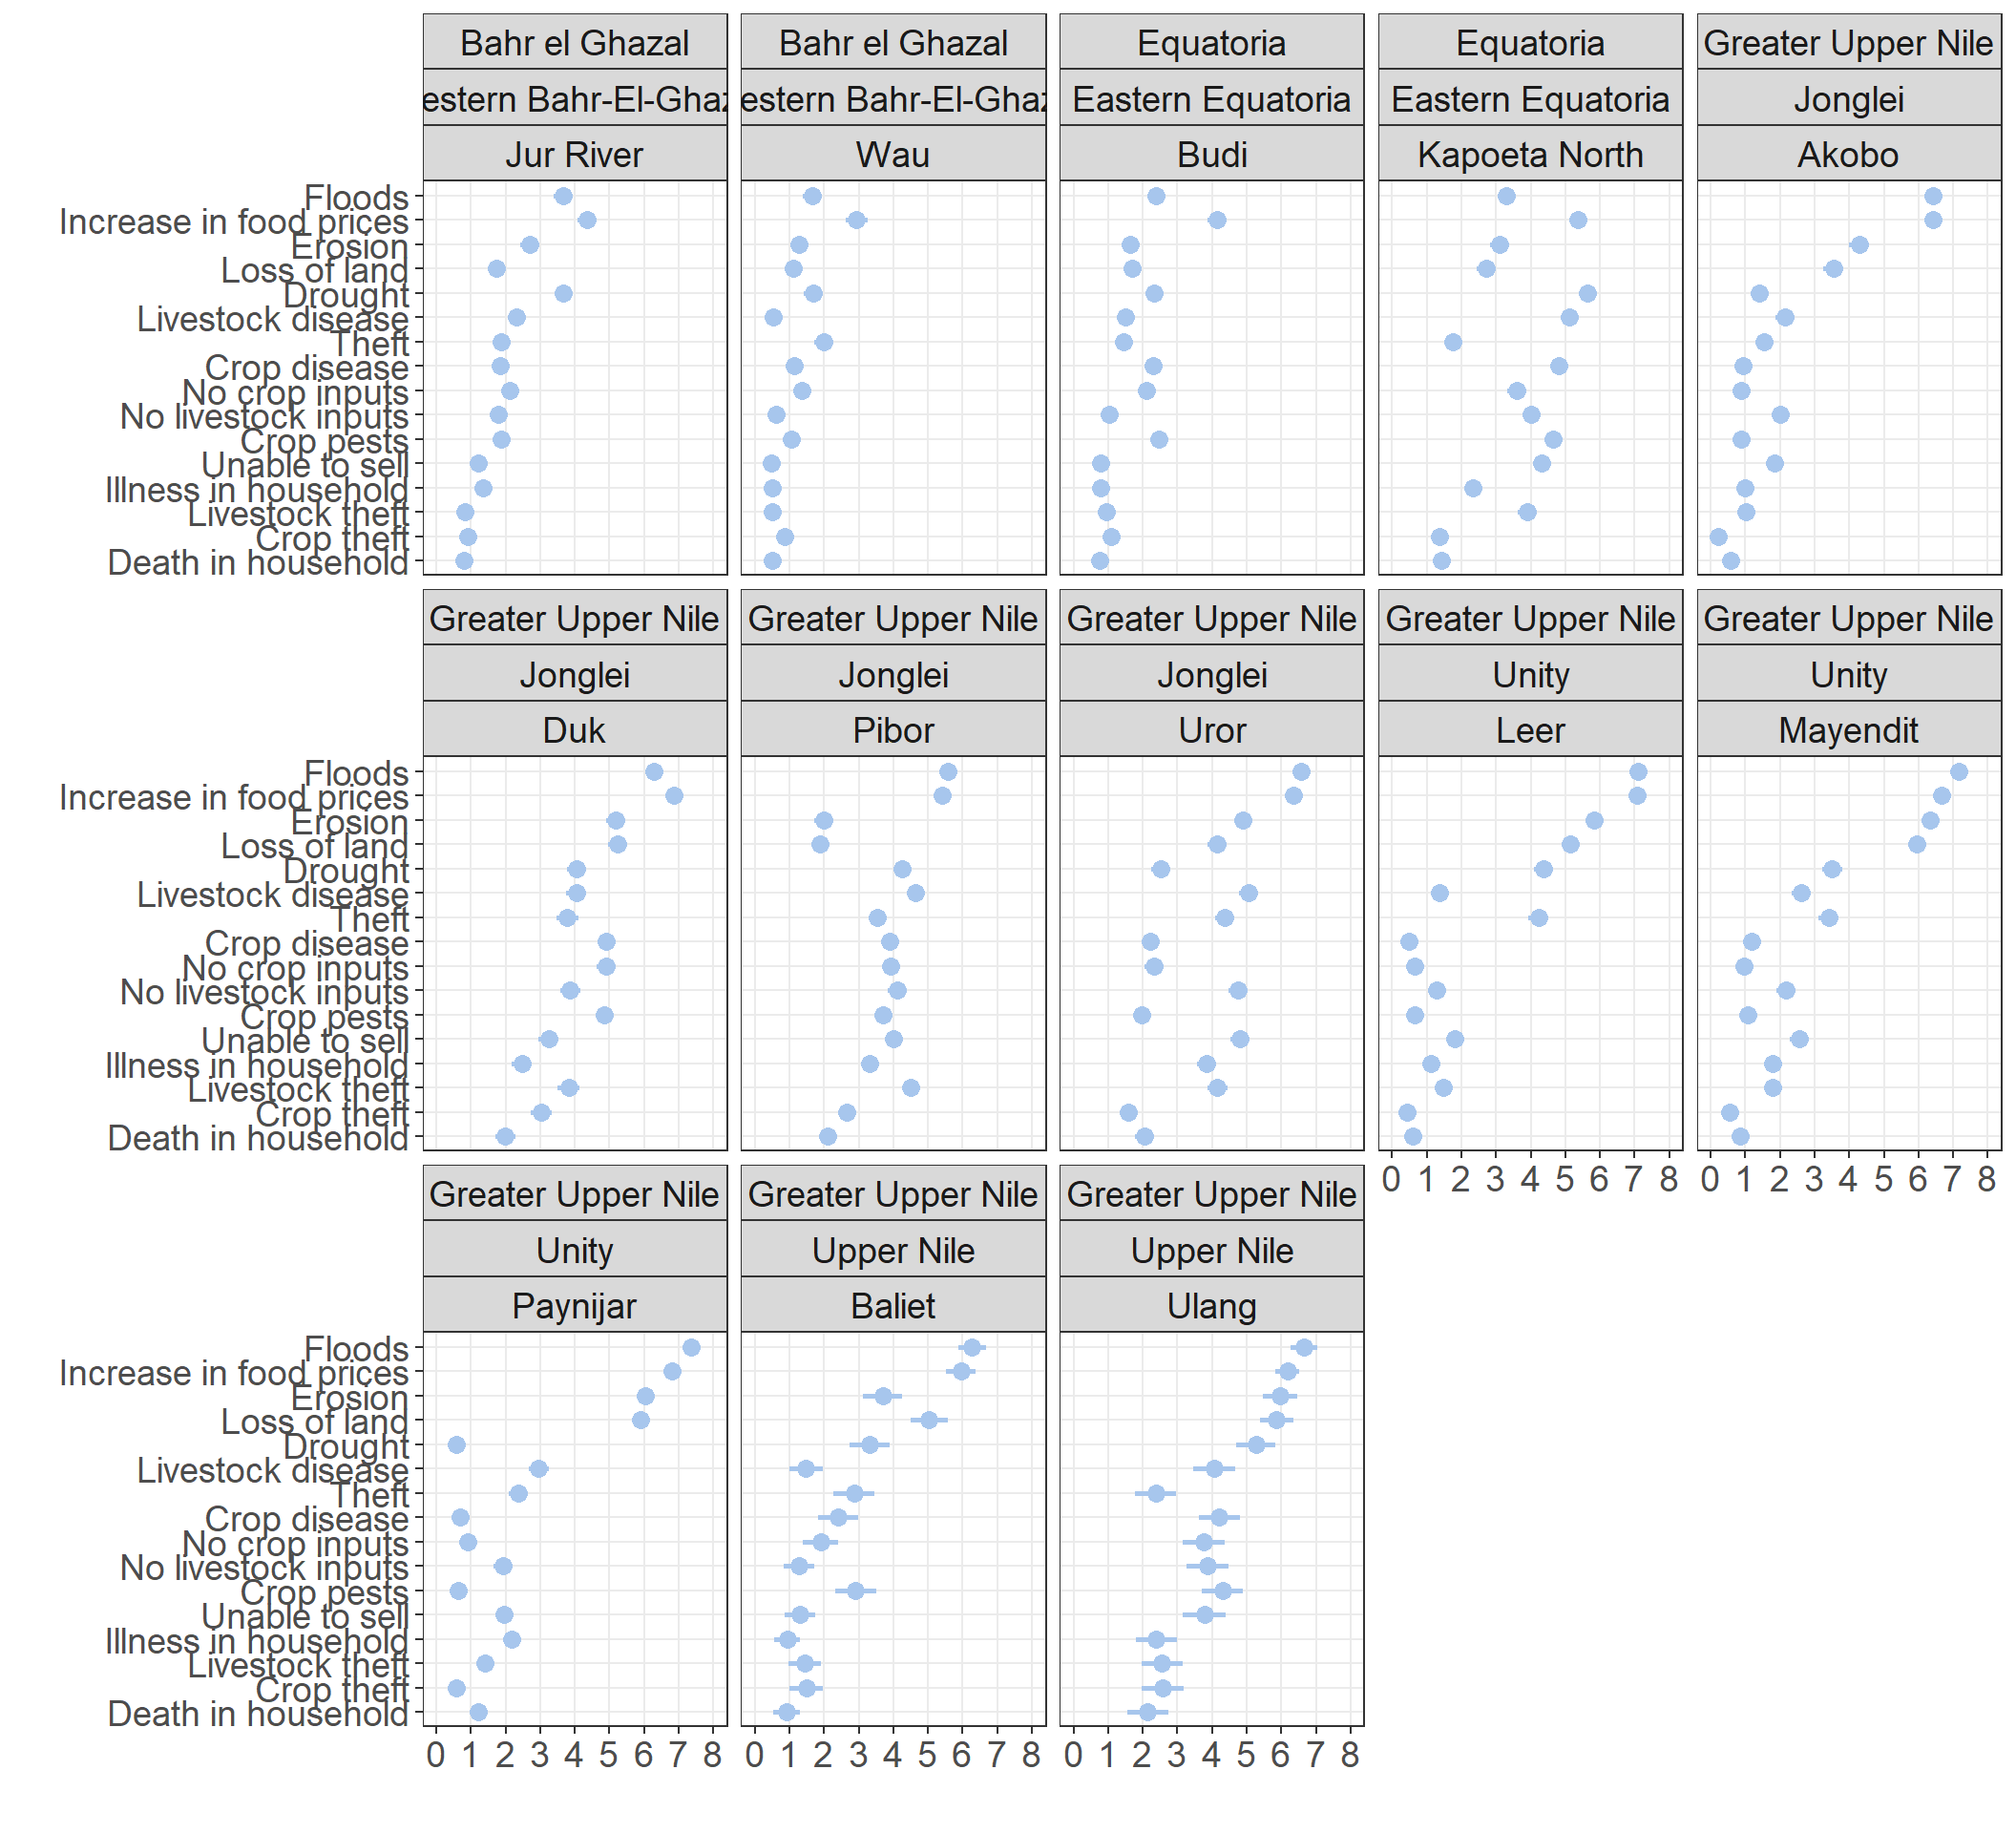 Bahr el Ghazal Bahr el Ghazal Equatoria Equatoria Greater Upper Nile
estern Bahr-El-Ghaz estern Bahr-El-Ghaz Eastern Equatoria Eastern Equatoria Jonglei
Jur River Wau Budi Kapoeta North Akobo
Floods
Increase in food prices
Erosion
Loss of land
Drought
Livestock disease
Theft
Crop disease
No crop inputs
No livestock inputs
Crop pests
Unable to sell
Illness in household
Livestock theft
Crop theft
Death in household
Greater Upper Nile Greater Upper Nile Greater Upper Nile Greater Upper Nile Greater Upper Nile
Jonglei Jonglei Jonglei Unity Unity
Duk Pibor Uror Leer Mayendit
Floods
Increase in food prices
Erosion
Loss of land
Drought
Livestock disease
Theft
Crop disease
No crop inputs
No livestock inputs
Crop pests
Unable to sell
Illness in household
Livestock theft
Crop theft
Death in household
0 1 2 3 4 5 6 7 8 0 1 2 3 4 5 6 7 8
Greater Upper Nile Greater Upper Nile Greater Upper Nile
Unity Upper Nile Upper Nile
Paynijar Baliet Ulang
Floods
Increase in food prices
Erosion
Loss of land
Drought
Livestock disease
Theft
Crop disease
No crop inputs
No livestock inputs
Crop pests
Unable to sell
Illness in household
Livestock theft
Crop theft
Death in household
0 1 2 3 4 5 6 7 8 0 1 2 3 4 5 6 7 8 0 1 2 3 4 5 6 7 8